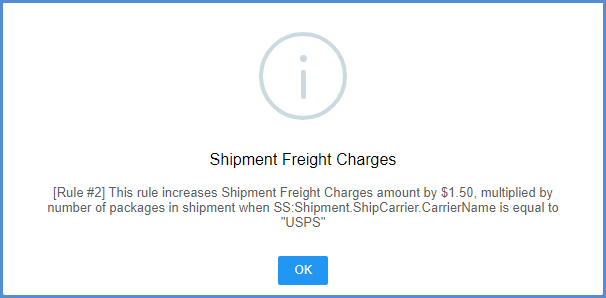 Shipment Freight Charges
[Rule #2] This rule increases Shipment Freight Charges amount by $1.50, multiplied by
number of packages in shipment when SS:Shipment.ShipCarrier.CarrierName is equal to
"USPS"
OK